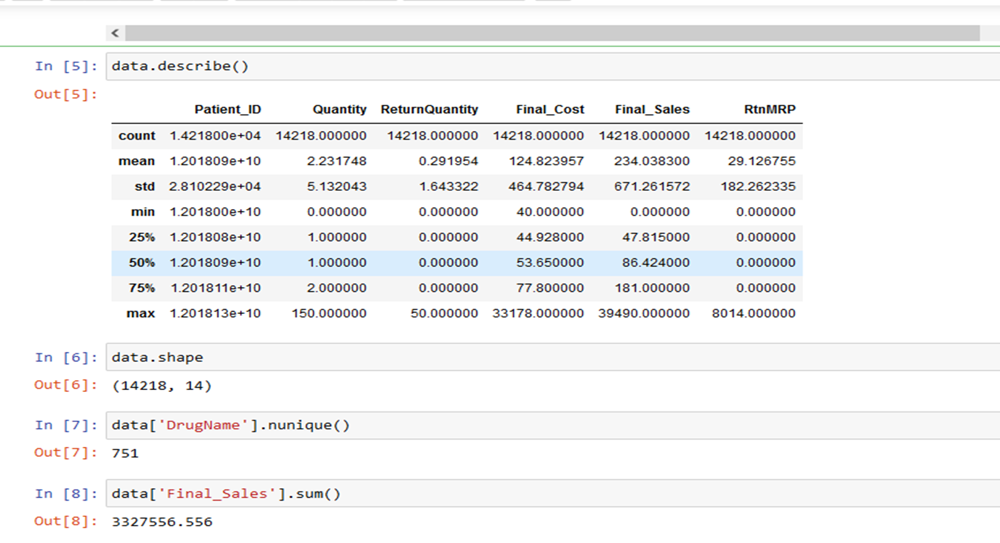 In [5]: data.describe()
Out[5]:
Patient_ID Quantity ReturnQuantity Final_Cost Final_Sales RtnMRP
count 1.421800e+04 14218.000000 14218.000000 14218.000000 14218.000000 14218.000000
mean 1.201809e+10 2.231748 0.291954 124.823957 234.038300 29.126755
std 2.810229e+04 5.132043 1.643322 464.782794 671.261572 182.262335
min 1.201800e+10 0.000000 0.000000 40.000000 0.000000 0.000000
25% 1.201808e+10 1.000000 0.000000 44.928000 47.815000 0.000000
50% 1.201809e+10 1.000000 0.000000 53.650000 86.424000 0.000000
75% 1.201811e+10 2.000000 0.000000 77.800000 181.000000 0.000000
max 1.201813e+10 150.000000 50.000000 33178.000000 39490.000000 8014.000000
In [6]: data.shape
Out[6]: (14218, 14)
In [7]: data['DrugName'].nunique()
Out[7]: 751
In [8]: data['Final_Sales'].sum()
Out[8]: 3327556.556